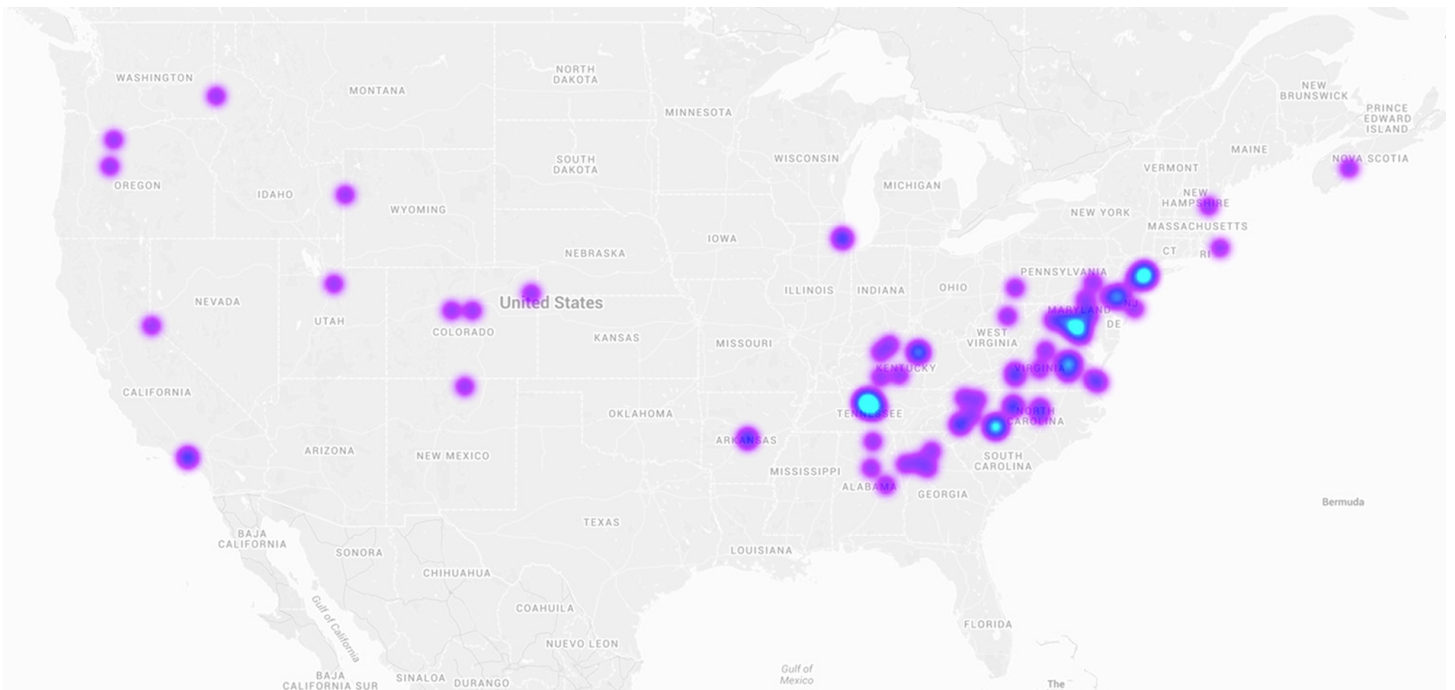 WASHINGTON
MONTANA
NORTH
DAKOTA
MINNESOTA
NEW
BRUNSWICK
PRINCE
EDWARD
ISLAND
MAINE
NOVA SCOTIA
WISCONSIN
SOUTH
DAKOTA
VERMONT
OREGON
IDAHO
MICHIGAN
NEW
HAMPSHIRE
WYOMING
NEW YORK
MASSACHUSETTS
IOWA
NEBRASKA
CT
RI
PENNSYLVANIA
ILLINOIS
INDIANA
OHIO
NEVADA
United States
NJ
MARYLAND
UTAH
COLORADO
DE
KANSAS
MISSOURI
WEST
VIRGINIA
KENTUCKY
VIRGINIA
CALIFORNIA
OKLAHOMA
TENNESSEE
NORTH
CAROLINA
ARKANSAS
ARIZONA
NEW MEXICO
SOUTH
CAROLINA
MISSISSIPPI
ALABAMA
GEORGIA
Bermuda
TEXAS
BAJA
CALIFORNIA
SONORA
LOUISIANA
CHIHUAHUA
Gulf of California
COAHUILA
FLORIDA
NUEVO LEON
Gulf of
Mexico
BAJA
CALIFORNIA SUR
SINALOA
DURANGO
The